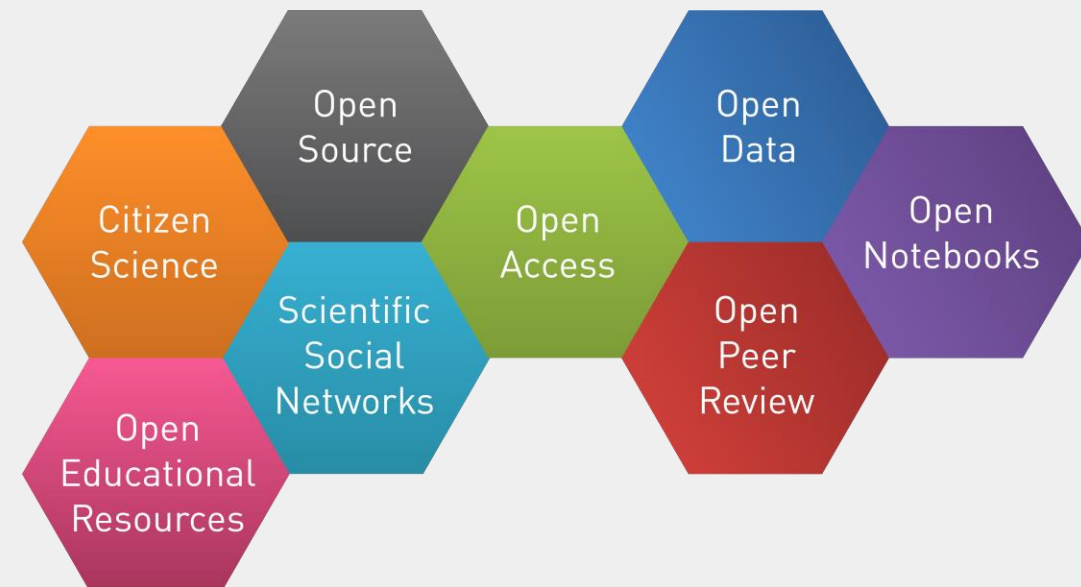 Open
Source
Open
Data
Citizen
Science
Open
Access
Open
Notebooks
Scientific
Social
Networks
Open
Peer
Review
Open
Educational
Resources